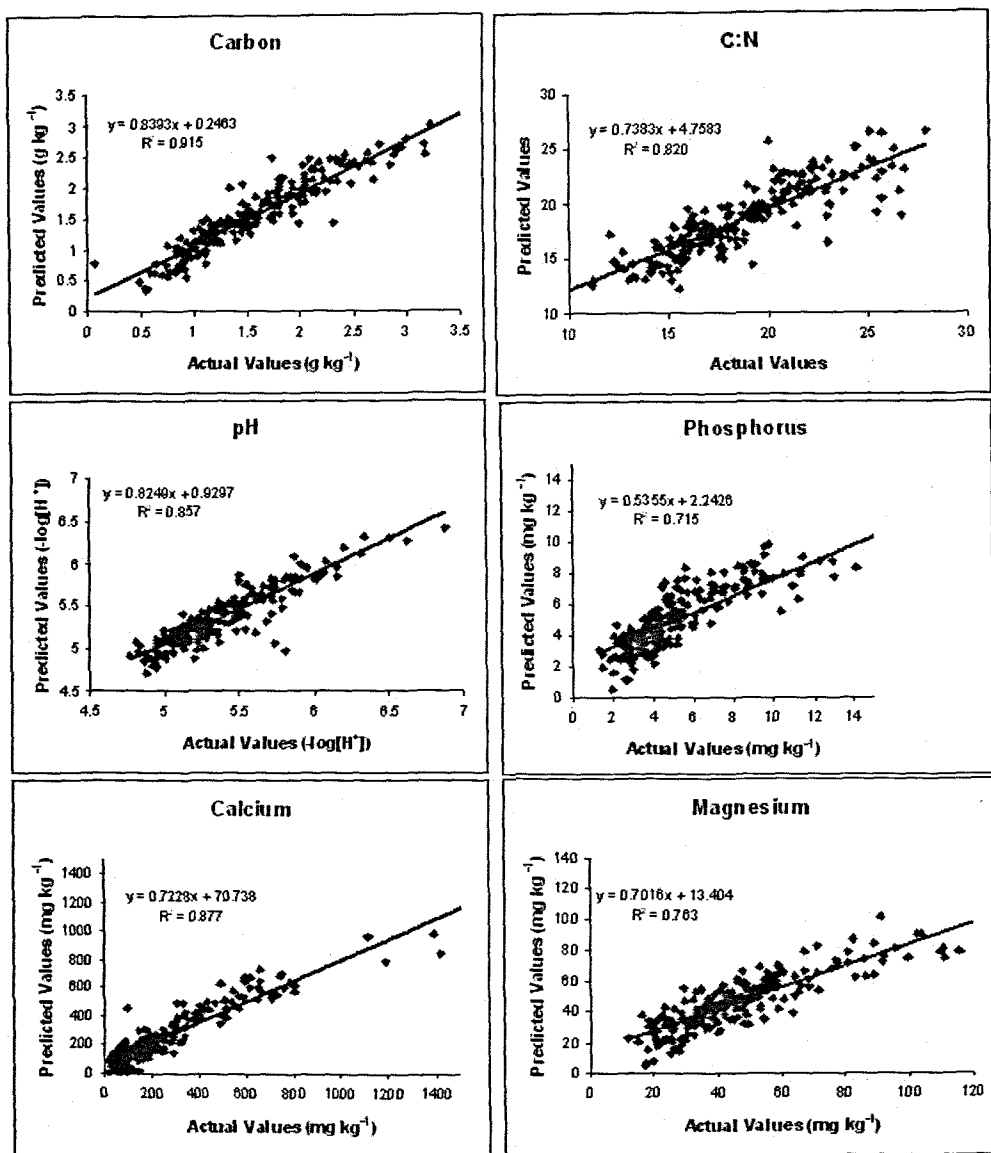 Carbon
3.5
3
2.5
2
1.5
1
0.5
0
y = 0.8393x + 0.2463
R² = 0.915
Predicted Values (g kg⁻¹)
0 0.5 1 1.5 2 2.5 3 3.5
Actual Values (g kg⁻¹)
C:N
30
25
20
15
10
y = 0.7383x + 4.7583
R² = 0.820
Predicted Values
10 15 20 25 30
Actual Values
pH
7
6.5
6
5.5
5
4.5
y = 0.8249x + 0.9297
R² = 0.857
Predicted Values (-log[H⁺])
4.5 5 5.5 6 6.5 7
Actual Values (-log[H⁺])
Phosphorus
14
12
10
8
6
4
2
0
y = 0.5355x + 2.2426
R² = 0.715
Predicted Values (mg kg⁻¹)
0 2 4 6 8 10 12 14
Actual Values (mg kg⁻¹)
Calcium
1400
1200
1000
800
600
400
200
0
y = 0.7228x + 70.738
R² = 0.877
Predicted Values (mg kg⁻¹)
0 200 400 600 800 1000 1200 1400
Actual Values (mg kg⁻¹)
Magnesium
140
120
100
80
60
40
20
0
y = 0.7016x + 13.404
R² = 0.763
Predicted Values (mg kg⁻¹)
0 20 40 60 80 100 120
Actual Values (mg kg⁻¹)